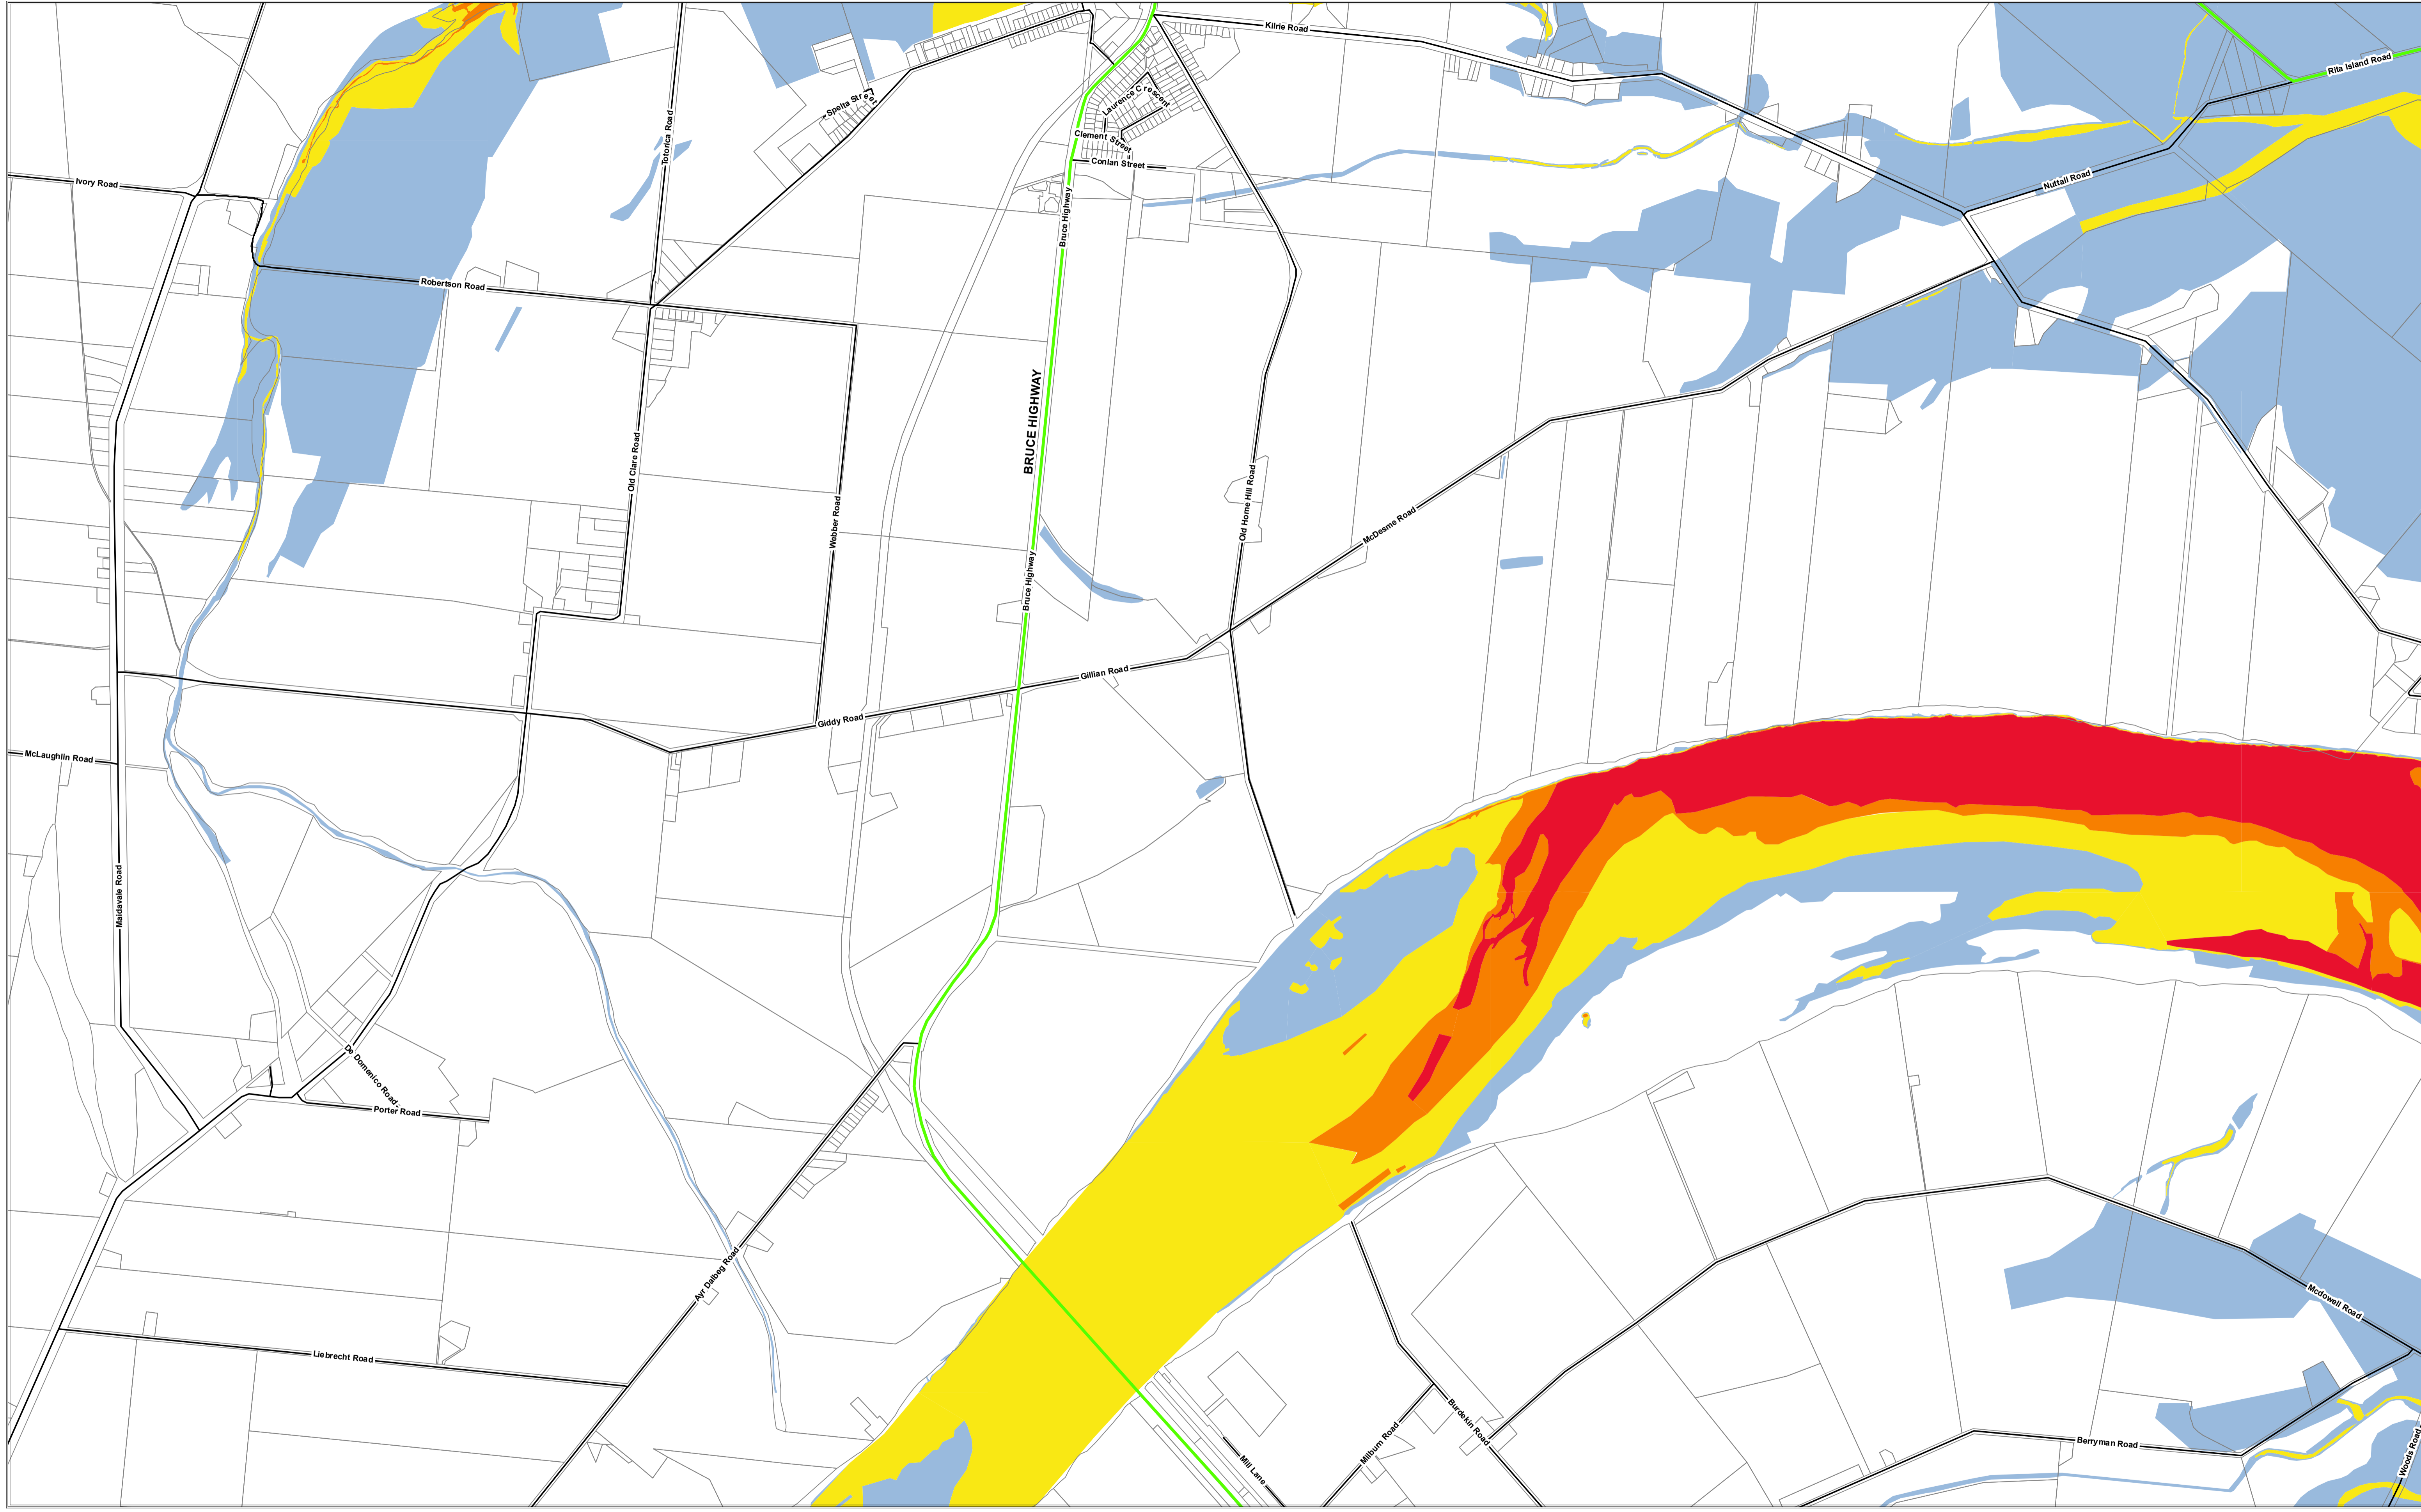 Kilrie Road
Rita Island Road
Spelta Street
Laurence Crescent
Totorica Road
Clement Street
Conlan Street
Ivory Road
Nuttall Road
Bruce Highway
Robertson Road
BRUCE HIGHWAY
Old Clare Road
Webber Road
Old Home Hill Road
McDesme Road
Bruce Highway
Gillian Road
Giddy Road
McLaughlin Road
Maidavale Road
De Domenico Road
Porter Road
Ayr Dalbeg Road
Mcdowell Road
Liebrecht Road
Burdekin Road
Milburn Road
Mill Lane
Berryman Road
Woods Road